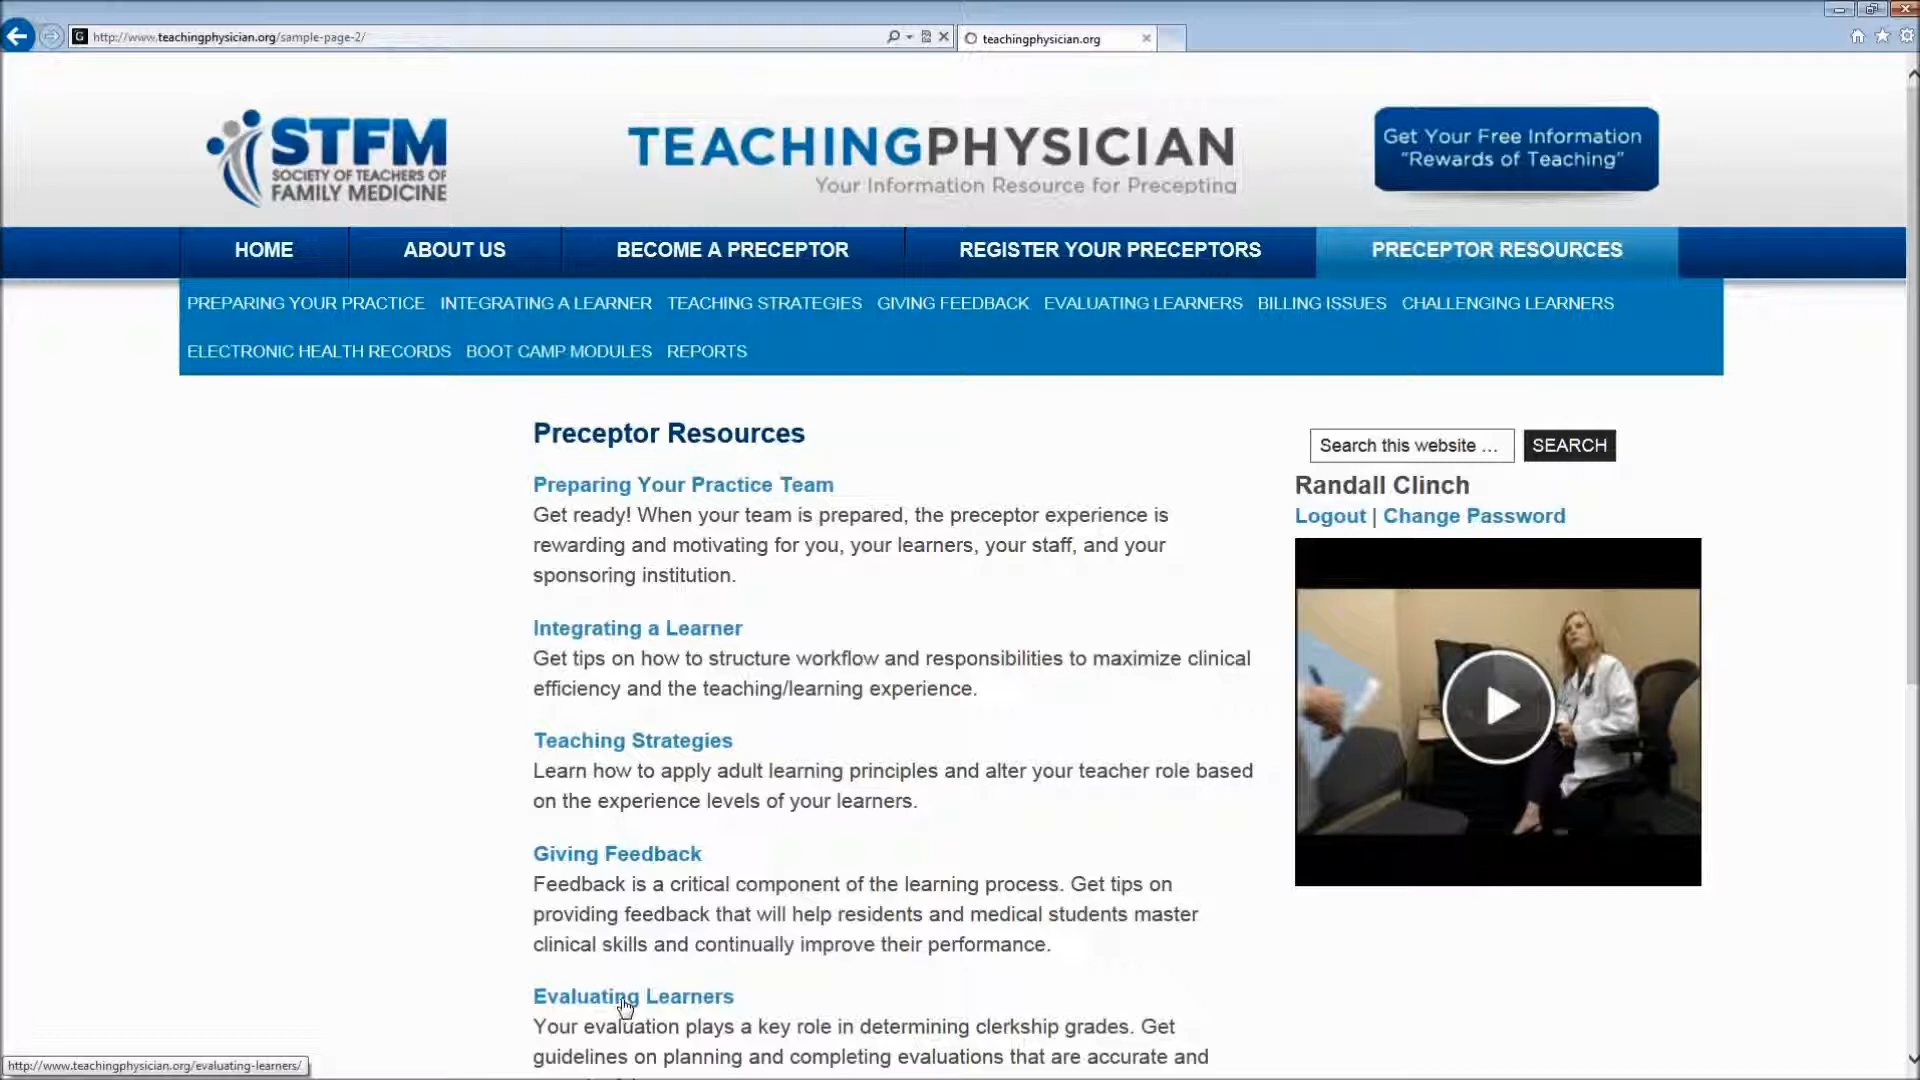 http://www.teachingphysician.org/sample-page-2/
teachingphysician.org
STFM
SOCIETY OF TEACHERS OF
FAMILY MEDICINE
TEACHINGPHYSICIAN
Your Information Resource for Precepting
Get Your Free Information
"Rewards of Teaching"
HOME
ABOUT US
BECOME A PRECEPTOR
REGISTER YOUR PRECEPTORS
PRECEPTOR RESOURCES
PREPARING YOUR PRACTICE
INTEGRATING A LEARNER
TEACHING STRATEGIES
GIVING FEEDBACK
EVALUATING LEARNERS
BILLING ISSUES
CHALLENGING LEARNERS
ELECTRONIC HEALTH RECORDS
BOOT CAMP MODULES
REPORTS
Preceptor Resources
Preparing Your Practice Team
Get ready! When your team is prepared, the preceptor experience is
rewarding and motivating for you, your learners, your staff, and your
sponsoring institution.
Integrating a Learner
Get tips on how to structure workflow and responsibilities to maximize clinical
efficiency and the teaching/learning experience.
Teaching Strategies
Learn how to apply adult learning principles and alter your teacher role based
on the experience levels of your learners.
Giving Feedback
Feedback is a critical component of the learning process. Get tips on
providing feedback that will help residents and medical students master
clinical skills and continually improve their performance.
Evaluating Learners
Your evaluation plays a key role in determining clerkship grades. Get
guidelines on planning and completing evaluations that are accurate and
Search this website ...
SEARCH
Randall Clinch
Logout | Change Password
http://www.teachingphysician.org/evaluating-learners/